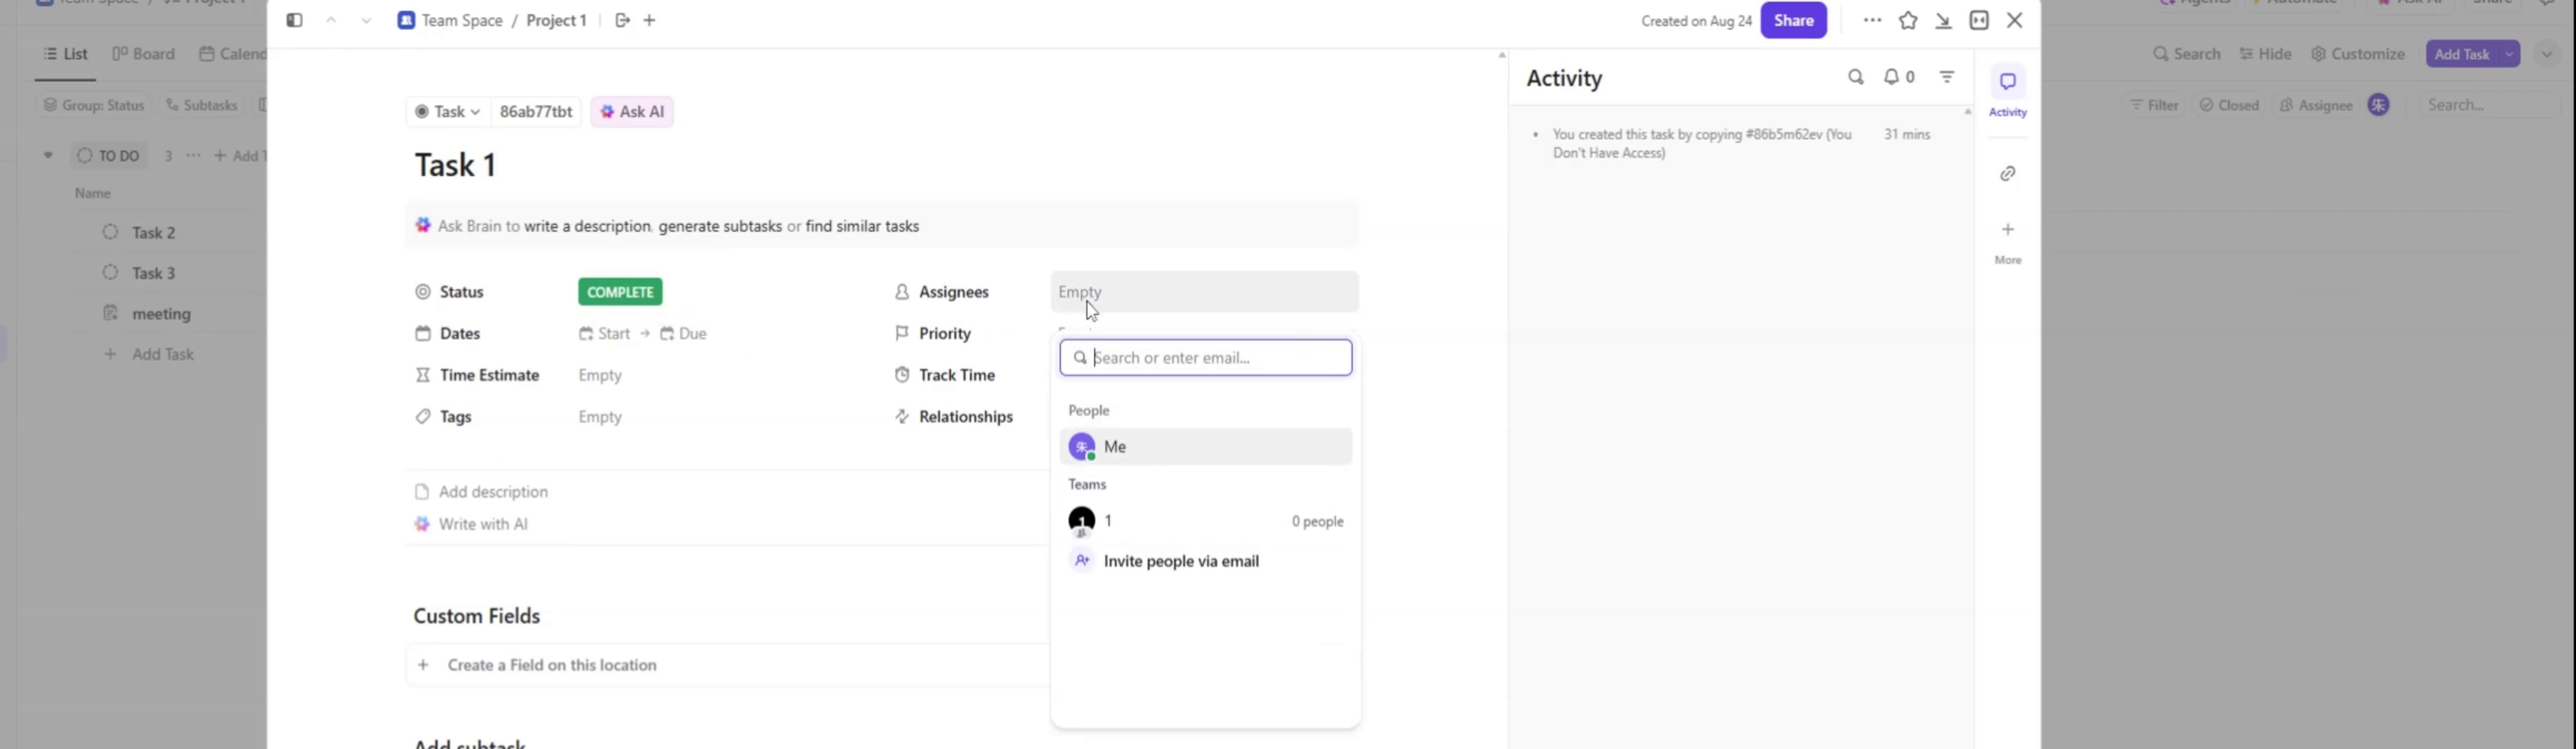 Team Space / Project 1
Created on Aug 24
Share
List
Board
Search
Hide
Customize
Add Task
Group: Status
Subtasks
Filter
Closed
Assignee
朱
Search...
TO DO
3
Name
Task 2
Task 3
meeting
Add Task
Task
86ab77tbt
Ask AI
Task 1
Ask Brain to write a description, generate subtasks or find similar tasks
Status
COMPLETE
Dates
Start
Due
Time Estimate
Empty
Tags
Empty
Assignees
Empty
Priority
Track Time
Relationships
Search or enter email...
People
朱
Me
Teams
1
1
0 people
Invite people via email
Add description
Write with AI
Custom Fields
Create a Field on this location
Add subtask
Activity
0
You created this task by copying #86b5m62ev (You
Don't Have Access)
31 mins
Activity
More